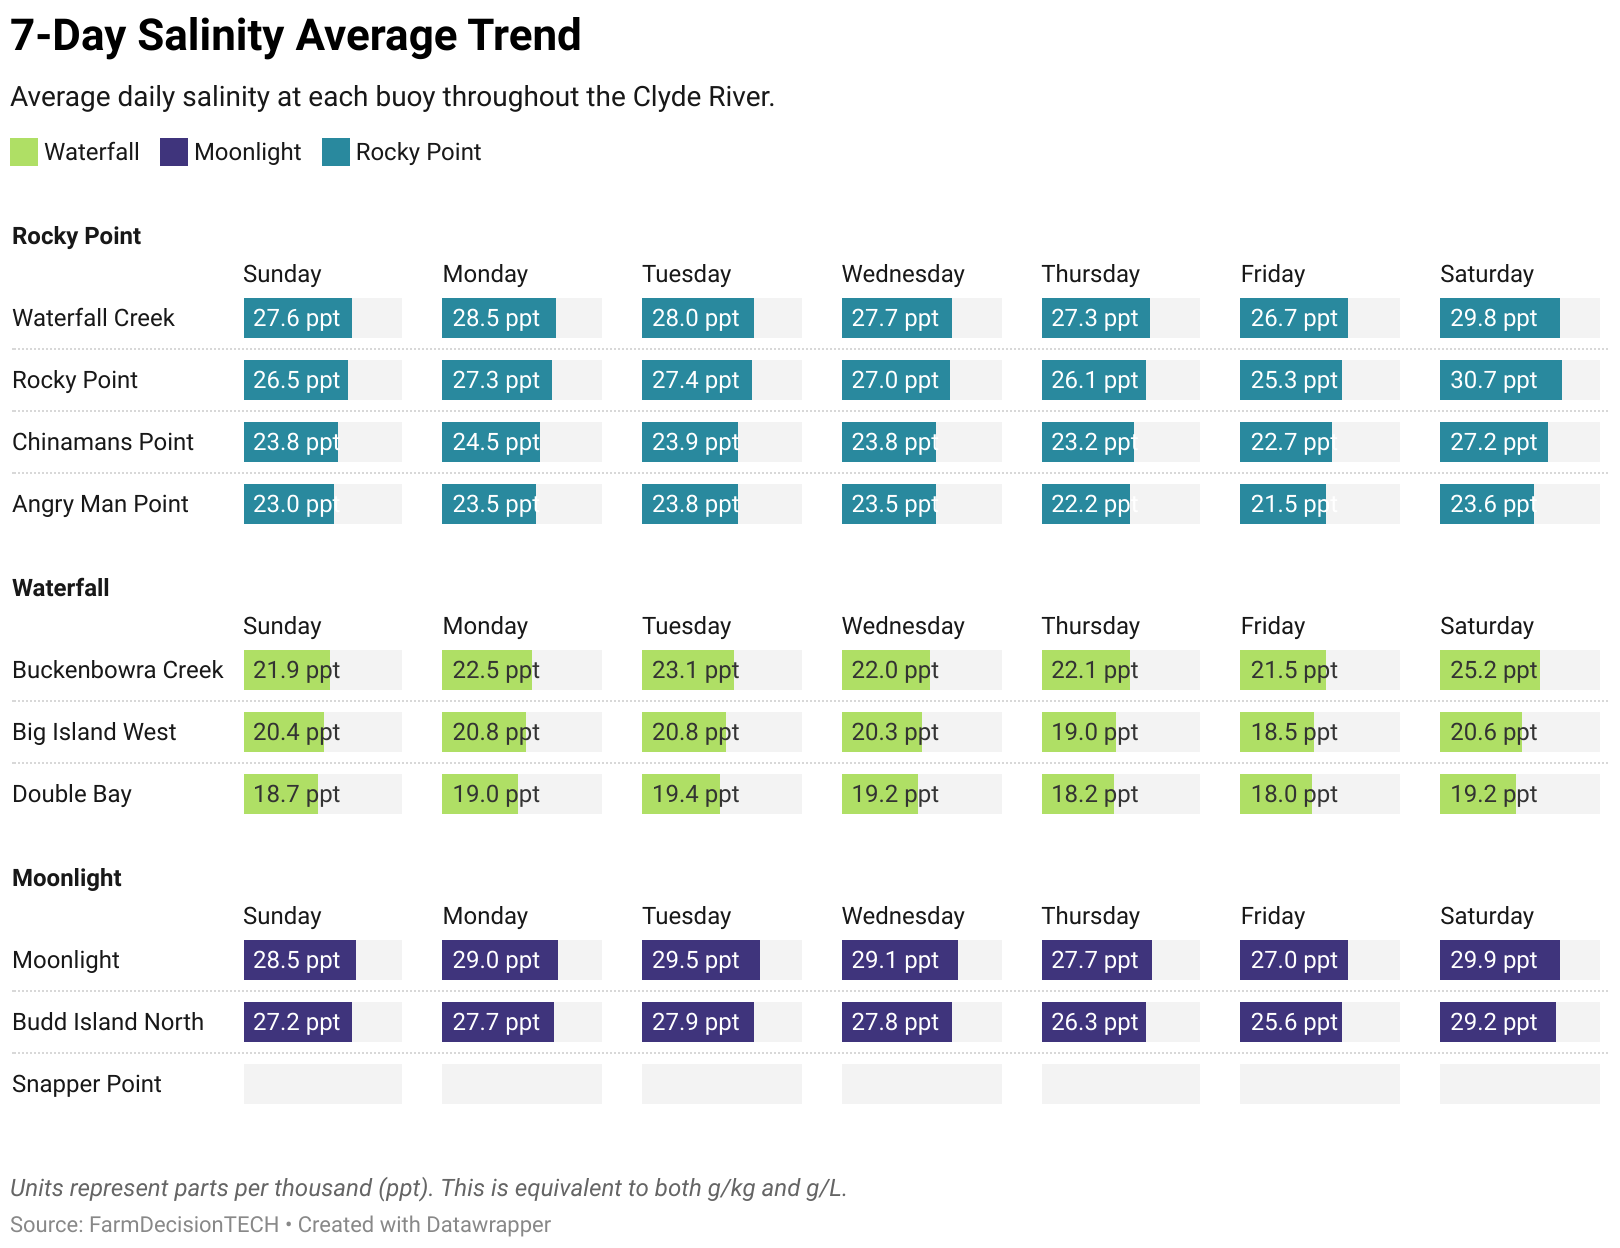 7-Day Salinity Average Trend
Average daily salinity at each buoy throughout the Clyde River.
Waterfall Moonlight Rocky Point
Rocky Point
Sunday Monday Tuesday Wednesday Thursday Friday Saturday
Waterfall Creek 27.6 ppt 28.5 ppt 28.0 ppt 27.7 ppt 27.3 ppt 26.7 ppt 29.8 ppt
Rocky Point 26.5 ppt 27.3 ppt 27.4 ppt 27.0 ppt 26.1 ppt 25.3 ppt 30.7 ppt
Chinamans Point 23.8 ppt 24.5 ppt 23.9 ppt 23.8 ppt 23.2 ppt 22.7 ppt 27.2 ppt
Angry Man Point 23.0 ppt 23.5 ppt 23.8 ppt 23.5 ppt 22.2 ppt 21.5 ppt 23.6 ppt
Waterfall
Sunday Monday Tuesday Wednesday Thursday Friday Saturday
Buckenbowra Creek 21.9 ppt 22.5 ppt 23.1 ppt 22.0 ppt 22.1 ppt 21.5 ppt 25.2 ppt
Big Island West 20.4 ppt 20.8 ppt 20.8 ppt 20.3 ppt 19.0 ppt 18.5 ppt 20.6 ppt
Double Bay 18.7 ppt 19.0 ppt 19.4 ppt 19.2 ppt 18.2 ppt 18.0 ppt 19.2 ppt
Moonlight
Sunday Monday Tuesday Wednesday Thursday Friday Saturday
Moonlight 28.5 ppt 29.0 ppt 29.5 ppt 29.1 ppt 27.7 ppt 27.0 ppt 29.9 ppt
Budd Island North 27.2 ppt 27.7 ppt 27.9 ppt 27.8 ppt 26.3 ppt 25.6 ppt 29.2 ppt
Snapper Point
Units represent parts per thousand (ppt). This is equivalent to both g/kg and g/L.
Source: FarmDecisionTECH • Created with Datawrapper